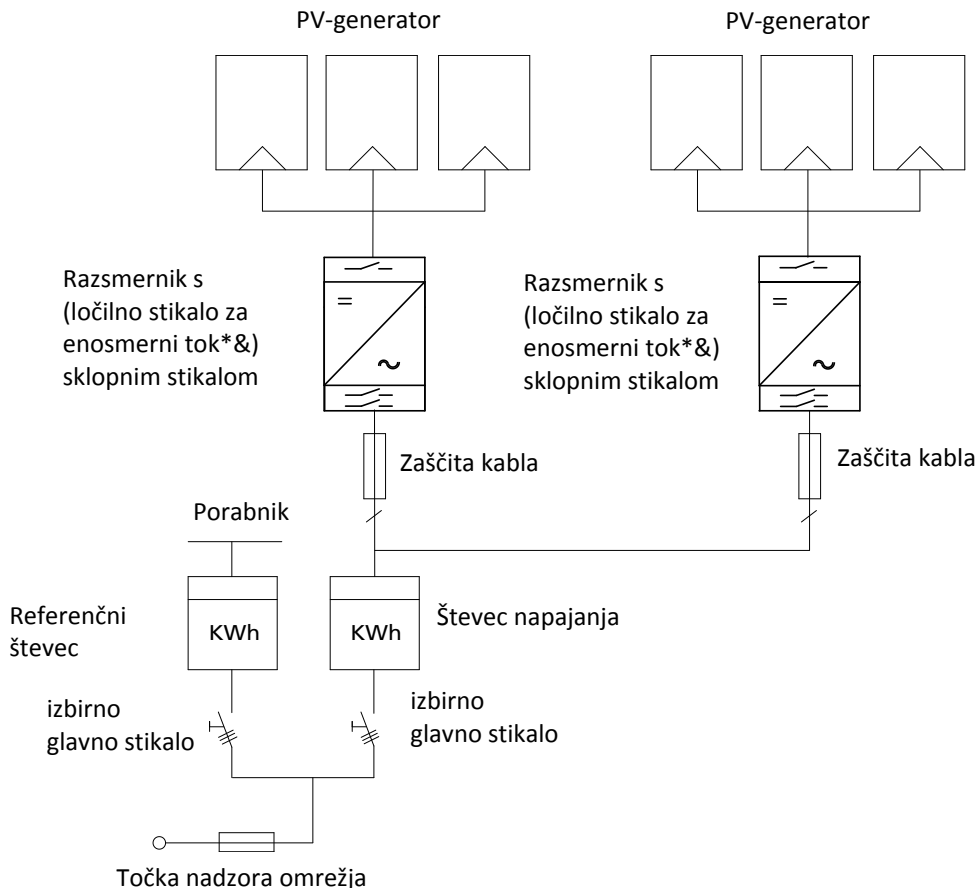 PV-generator
PV-generator
Razsmernik s
(ločilno stikalo za
enosmerni tok*&)
sklopnim stikalom
Razsmernik s
(ločilno stikalo za
enosmerni tok*&)
sklopnim stikalom
Zaščita kabla
Zaščita kabla
Porabnik
Referenčni
števec
KWh
KWh
Števec napajanja
izbirno
glavno stikalo
izbirno
glavno stikalo
Točka nadzora omrežja